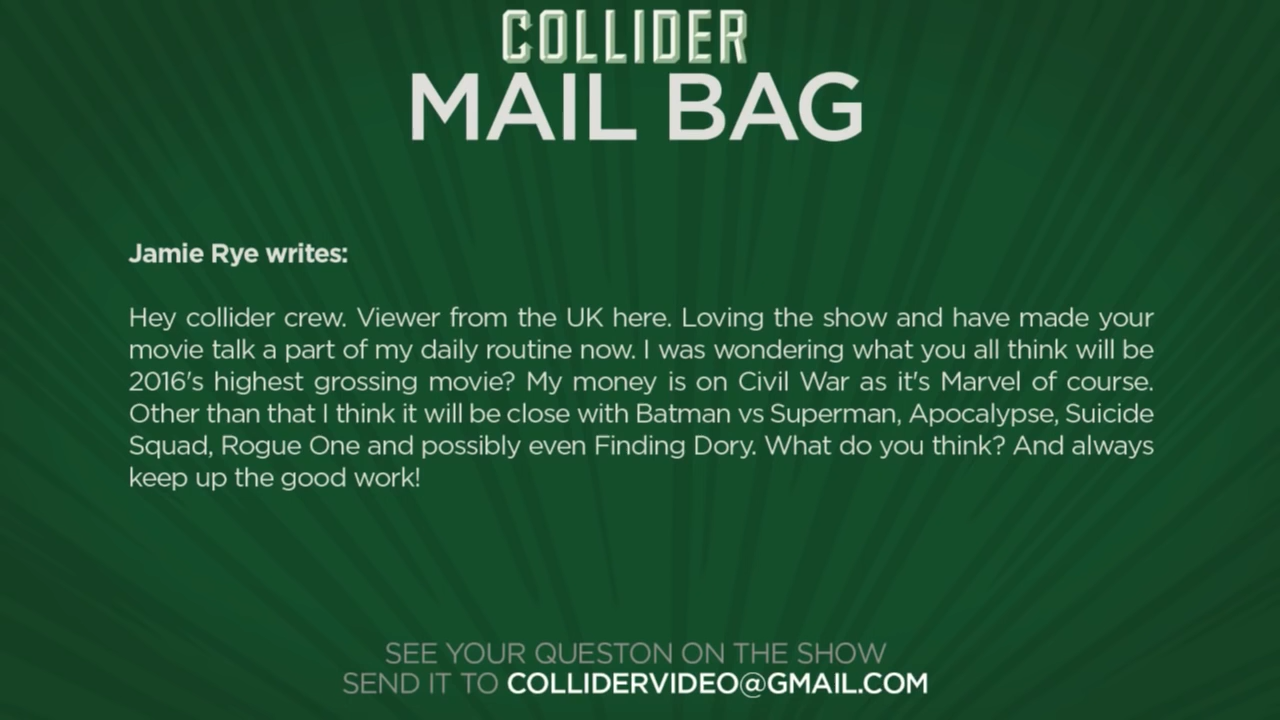 COLLIDER
MAIL BAG
Jamie Rye writes:
Hey collider crew. Viewer from the UK here. Loving the show and have made your
movie talk a part of my daily routine now. I was wondering what you all think will be
2016's highest grossing movie? My money is on Civil War as it's Marvel of course.
Other than that I think it will be close with Batman vs Superman, Apocalypse, Suicide
Squad, Rogue One and possibly even Finding Dory. What do you think? And always
keep up the good work!
SEE YOUR QUESTON ON THE SHOW
SEND IT TO COLLIDERVIDEO@GMAIL.COM